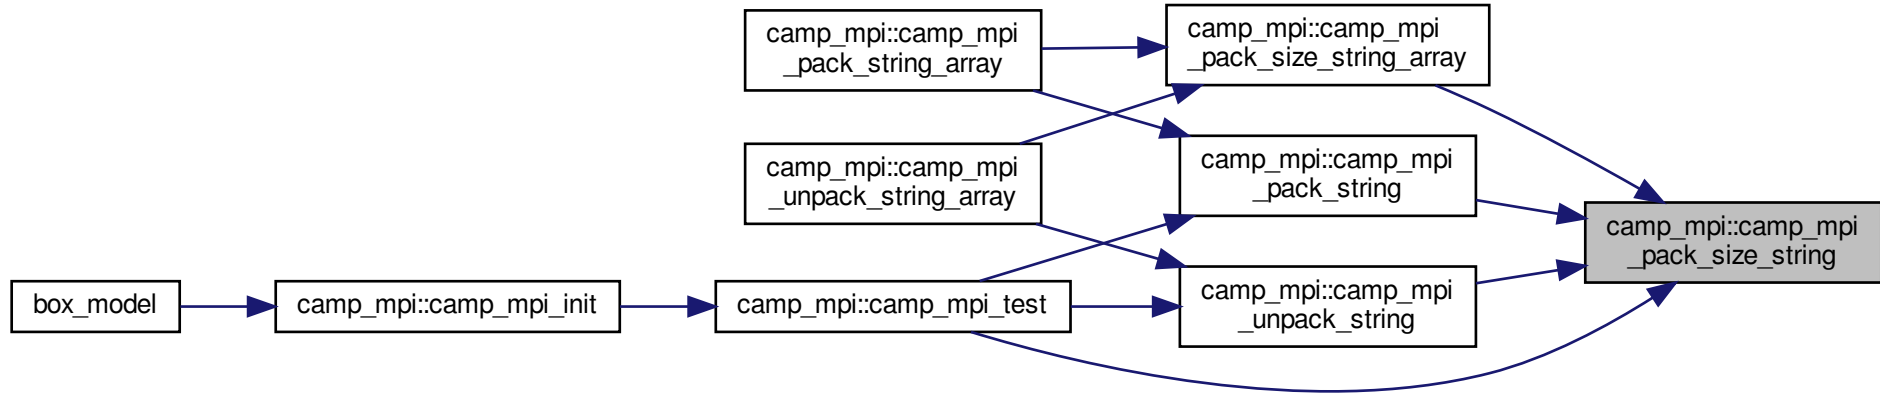 camp_mpi::camp_mpi
_pack_string_array
camp_mpi::camp_mpi
_pack_size_string_array
camp_mpi::camp_mpi
_unpack_string_array
camp_mpi::camp_mpi
_pack_string
camp_mpi::camp_mpi
_pack_size_string
box_model
camp_mpi::camp_mpi_init
camp_mpi::camp_mpi_test
camp_mpi::camp_mpi
_unpack_string